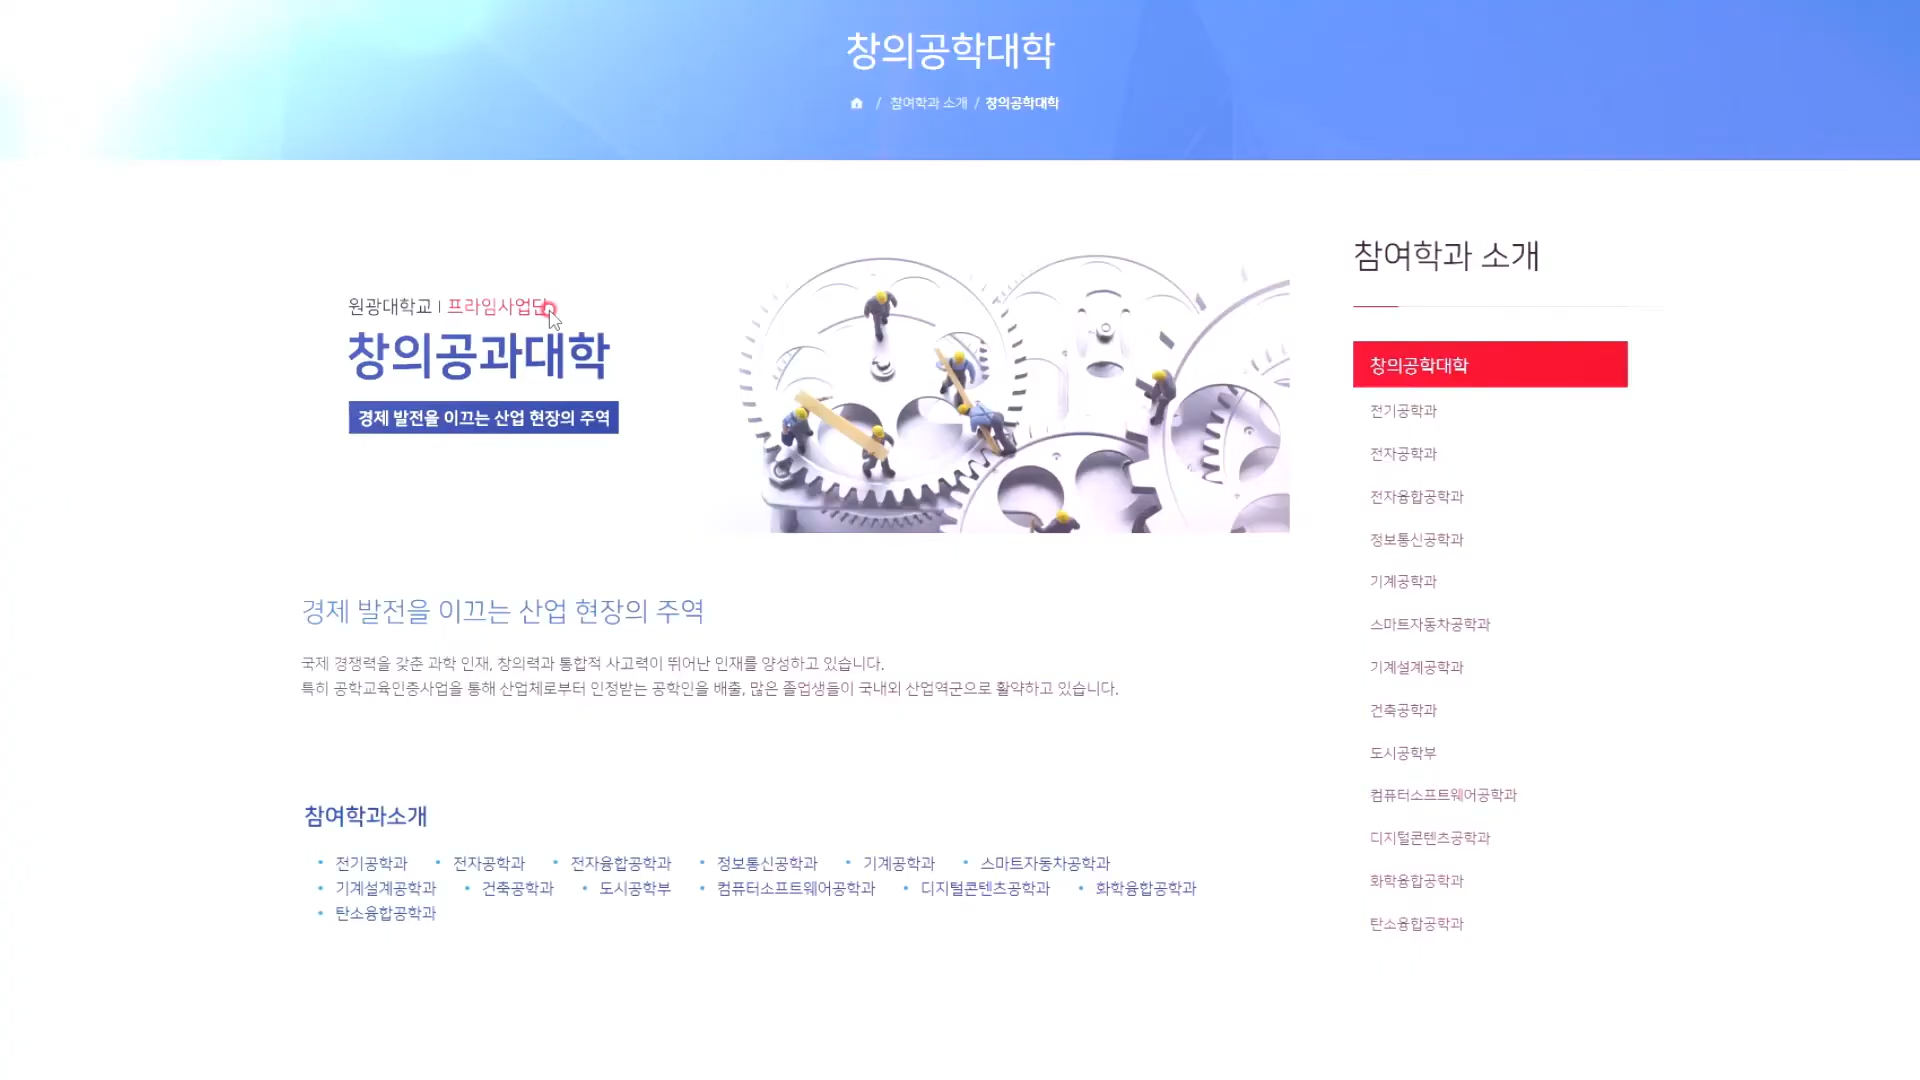 창의공학대학
/ 참여학과 소개 / 창의공학대학
원광대학교 | 프라임사업단
창의공과대학
경제 발전을 이끄는 산업 현장의 주역
경제 발전을 이끄는 산업 현장의 주역
국제 경쟁력을 갖춘 과학 인재, 창의력과 통합적 사고력이 뛰어난 인재를 양성하고 있습니다.
특히 공학교육인증사업을 통해 산업체로부터 인정받는 공학인을 배출, 많은 졸업생들이 국내외 산업역군으로 활약하고 있습니다.
참여학과소개
• 전기공학과 • 전자공학과 • 전자융합공학과 • 정보통신공학과 • 기계공학과 • 스마트자동차공학과
• 기계설계공학과 • 건축공학과 • 도시공학부 • 컴퓨터소프트웨어공학과 • 디지털콘텐츠공학과 • 화학융합공학과
• 탄소융합공학과
참여학과 소개
창의공학대학
전기공학과
전자공학과
전자융합공학과
정보통신공학과
기계공학과
스마트자동차공학과
기계설계공학과
건축공학과
도시공학부
컴퓨터소프트웨어공학과
디지털콘텐츠공학과
화학융합공학과
탄소융합공학과